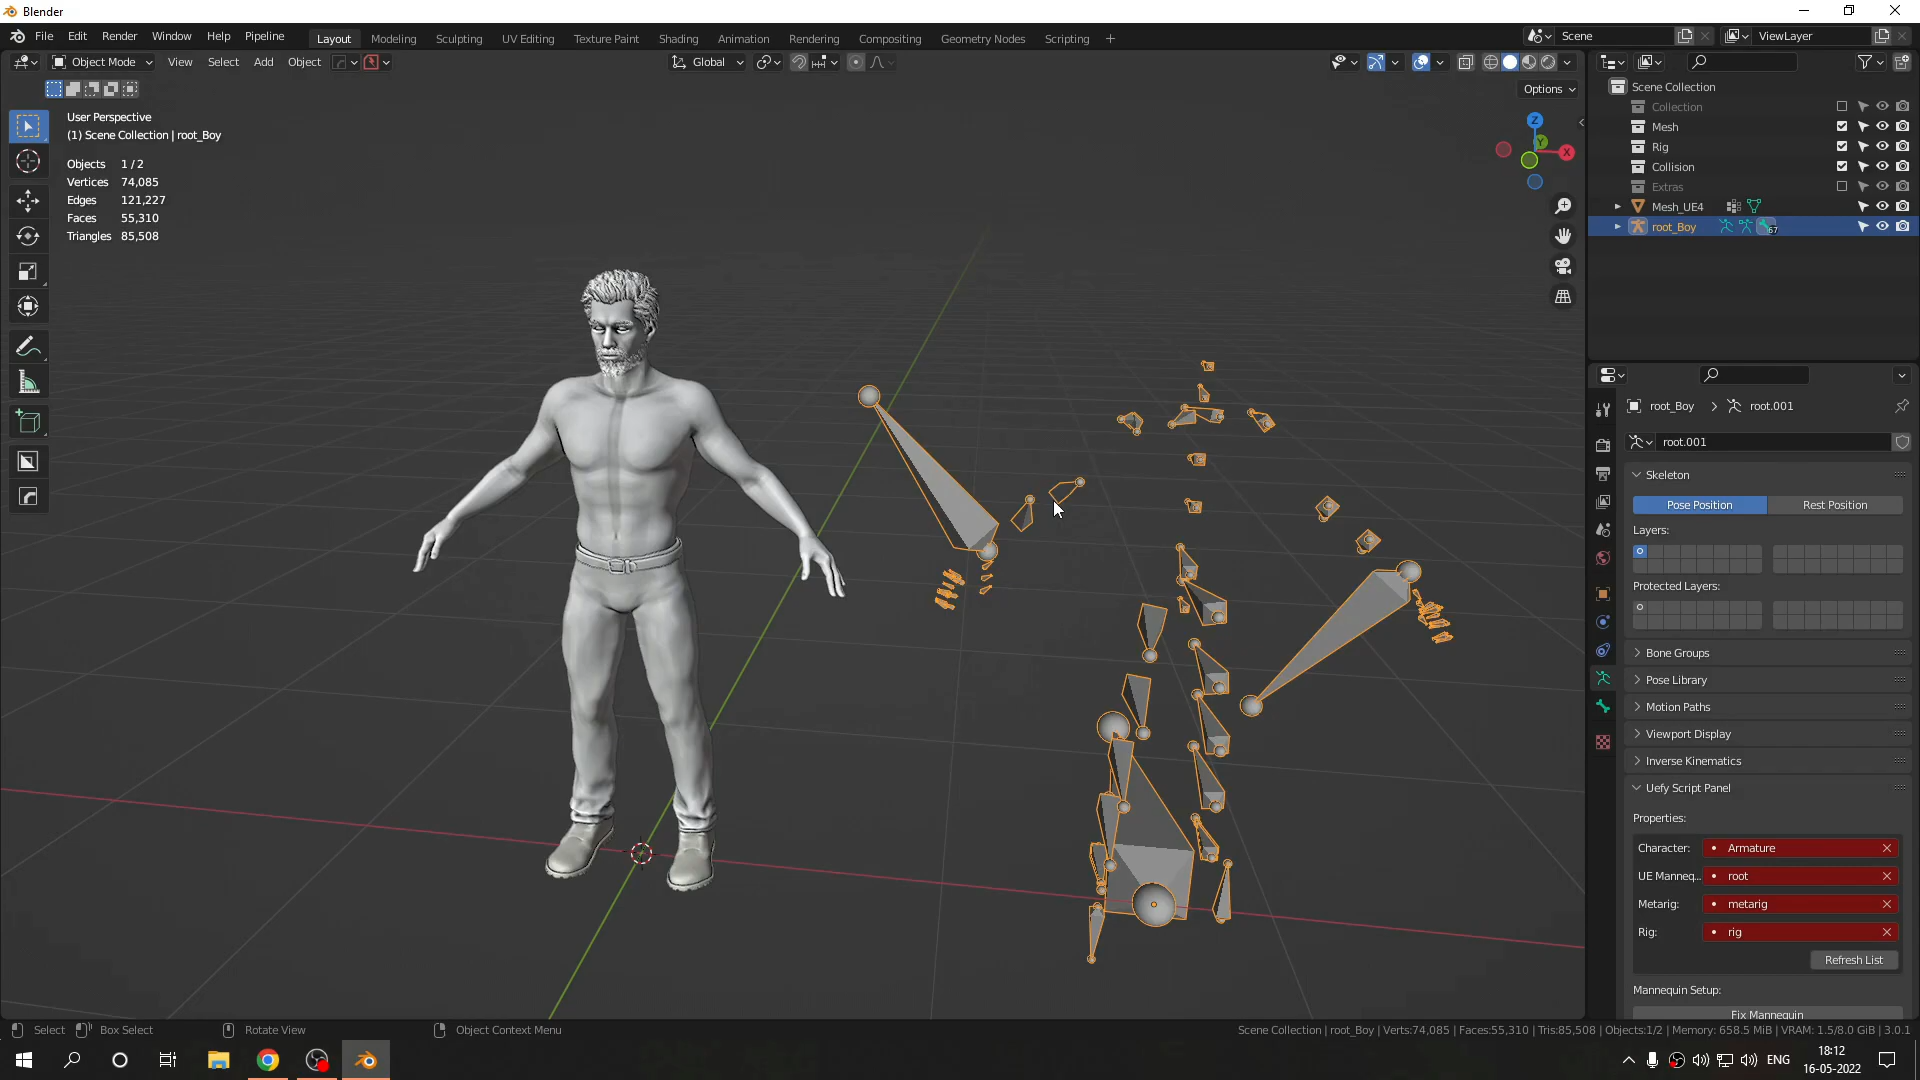 Blender
File Edit Render Window Help Pipeline
Layout Modeling Sculpting UV Editing Texture Paint Shading Animation Rendering Compositing Geometry Nodes Scripting +
Scene
ViewLayer
Object Mode View Select Add Object
Global
Options
User Perspective
(1) Scene Collection | root_Boy
Objects 1/2
Vertices 74,085
Edges 121,227
Faces 55,310
Triangles 85,508
Z
Y
X
Scene Collection
Collection
Mesh
Rig
Collision
Extras
Mesh_UE4
root_Boy
67
root_Boy > root.001
root.001
Skeleton
Pose Position Rest Position
Layers:
Protected Layers:
Bone Groups
Pose Library
Motion Paths
Viewport Display
Inverse Kinematics
Uefy Script Panel
Properties:
Character: Armature
UE Manneq... root
Metarig: metarig
Rig: rig
Refresh List
Mannequin Setup:
Fix Mannequin
Select Box Select Rotate View Object Context Menu
Scene Collection | root_Boy | Verts:74,085 | Faces:55,310 | Tris:85,508 | Objects:1/2 | Memory: 658.5 MiB | VRAM: 1.5/8.0 GiB | 3.0.1
ENG
18:12
16-05-2022